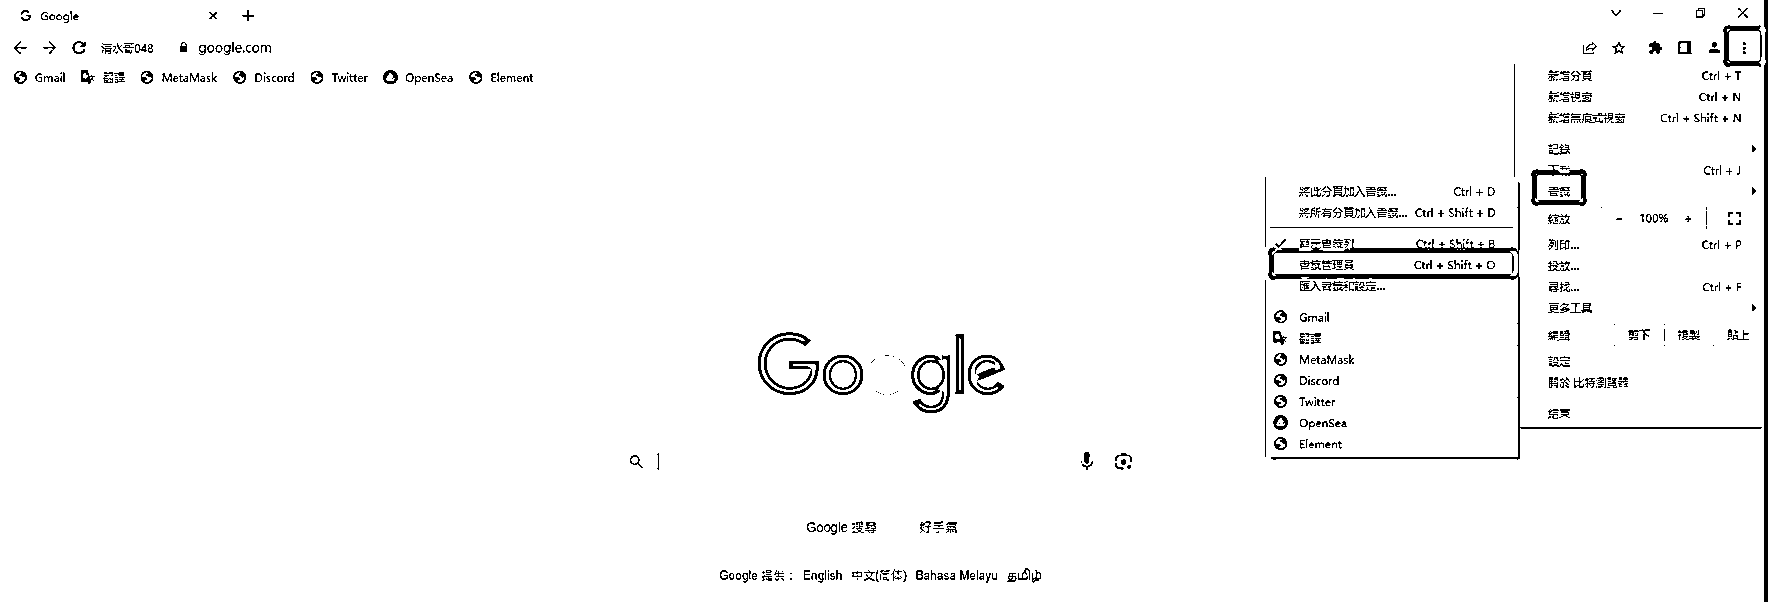 Google
清水哥048 google.com
Gmail 翻譯 MetaMask Discord Twitter OpenSea Element
新增分頁 Ctrl + T
新增視窗 Ctrl + N
新增無痕式視窗 Ctrl + Shift + N
記錄
下載 Ctrl + J
書籤
縮放 - 100% +
列印... Ctrl + P
投放...
尋找... Ctrl + F
更多工具
編輯 剪下 複製 貼上
設定
關於 比特瀏覽器
結束
將此分頁加入書籤... Ctrl + D
將所有分頁加入書籤... Ctrl + Shift + D
顯示書籤列 Ctrl + Shift + B
書籤管理員 Ctrl + Shift + O
匯入書籤和設定...
Gmail
翻譯
MetaMask
Discord
Twitter
OpenSea
Element
Google
Google 搜尋 好手氣
Google 提供： English 中文(简体) Bahasa Melayu தமிழ்